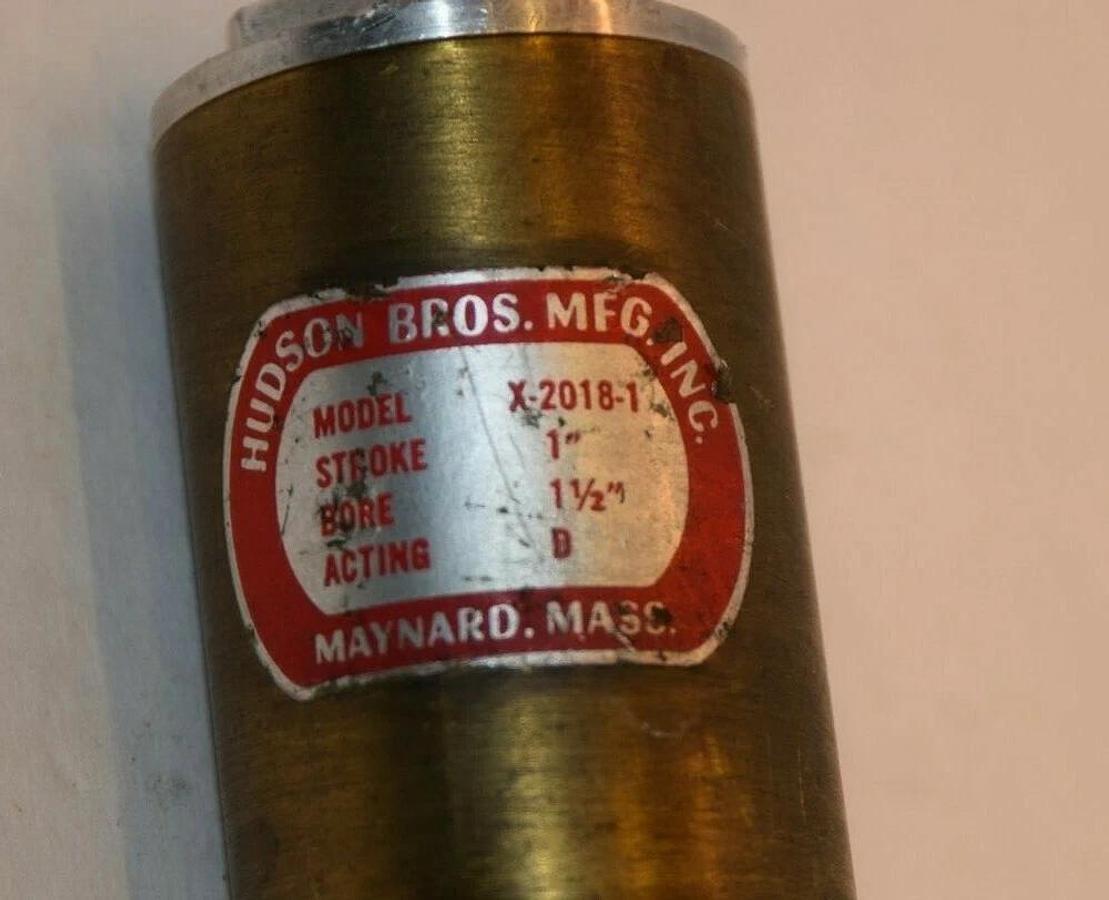 HUDSON BROS. MFG. INC.
MODEL X-2018-1
STROKE 1"
BORE 1½"
ACTING D
MAYNARD. MASS.